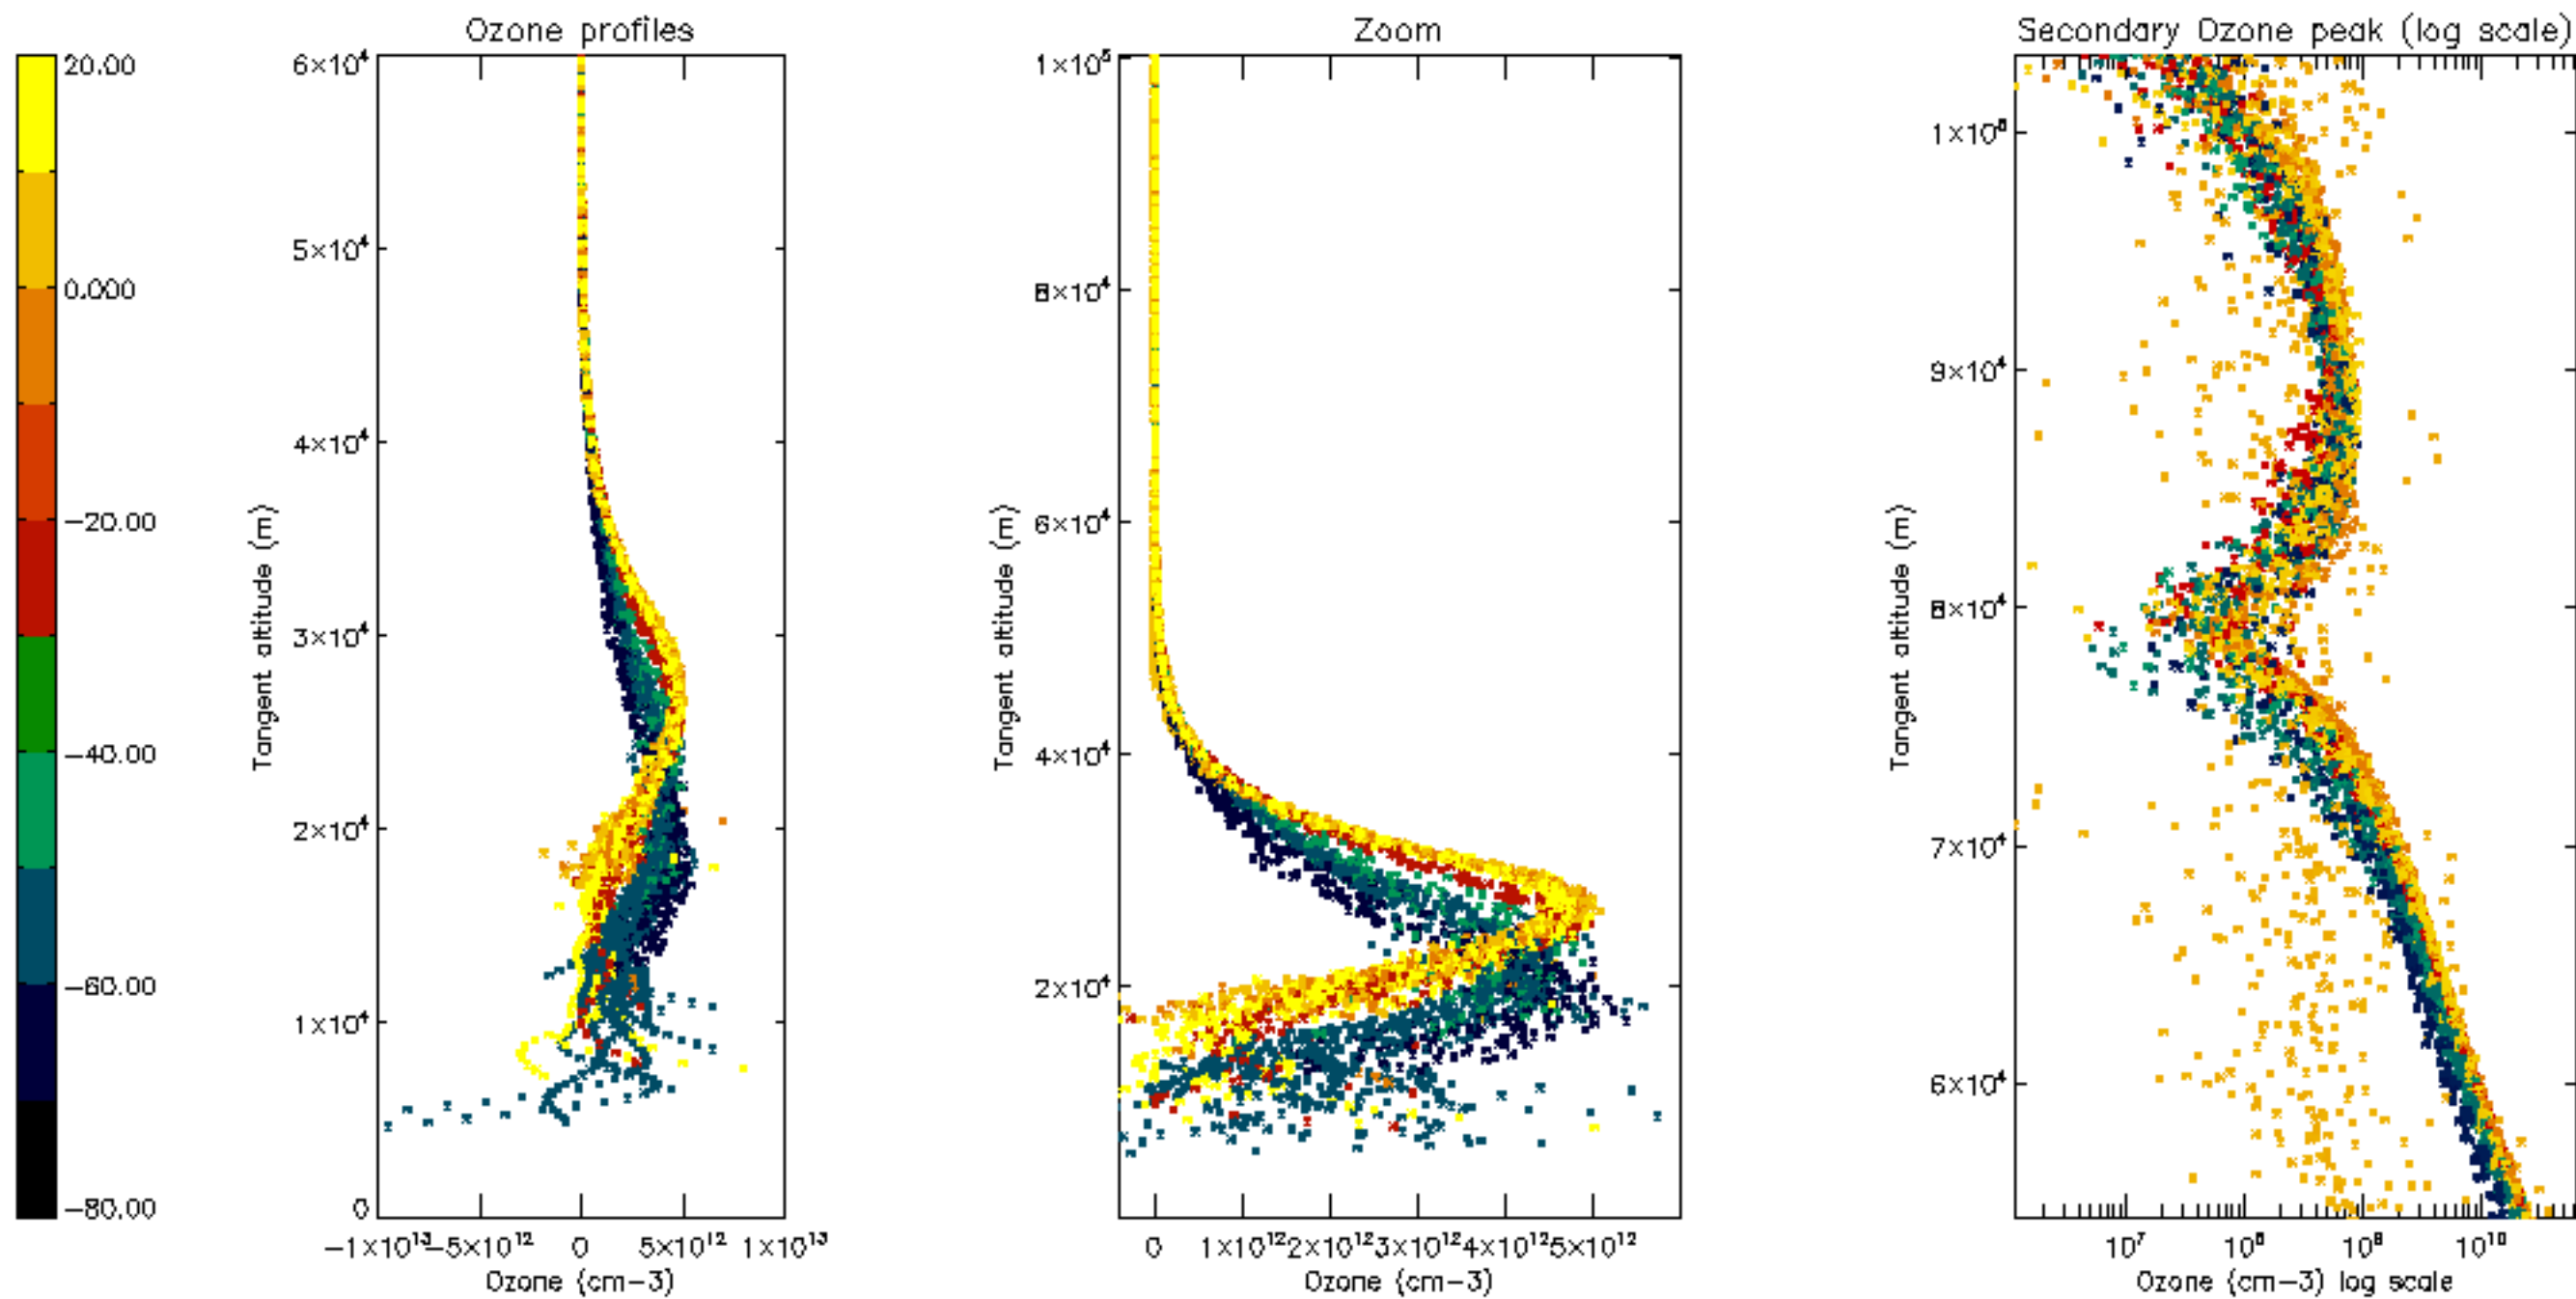 Ozone profiles
Zoom
Secondary Ozone peak (log scale)
20.00
0.000
−20.00
−40.00
−60.00
−80.00
6×10⁴
5×10⁴
4×10⁴
3×10⁴
2×10⁴
1×10⁴
0
Tangent altitude (m)
−1×10¹³ −5×10¹² 0 5×10¹² 1×10¹³
Ozone (cm−3)
1×10⁵
8×10⁴
6×10⁴
4×10⁴
2×10⁴
Tangent altitude (m)
0 1×10¹² 2×10¹² 3×10¹² 4×10¹² 5×10¹²
Ozone (cm−3)
1×10⁵
9×10⁴
8×10⁴
7×10⁴
6×10⁴
Tangent altitude (m)
10⁷ 10⁸ 10⁹ 10¹⁰
Ozone (cm−3) log scale